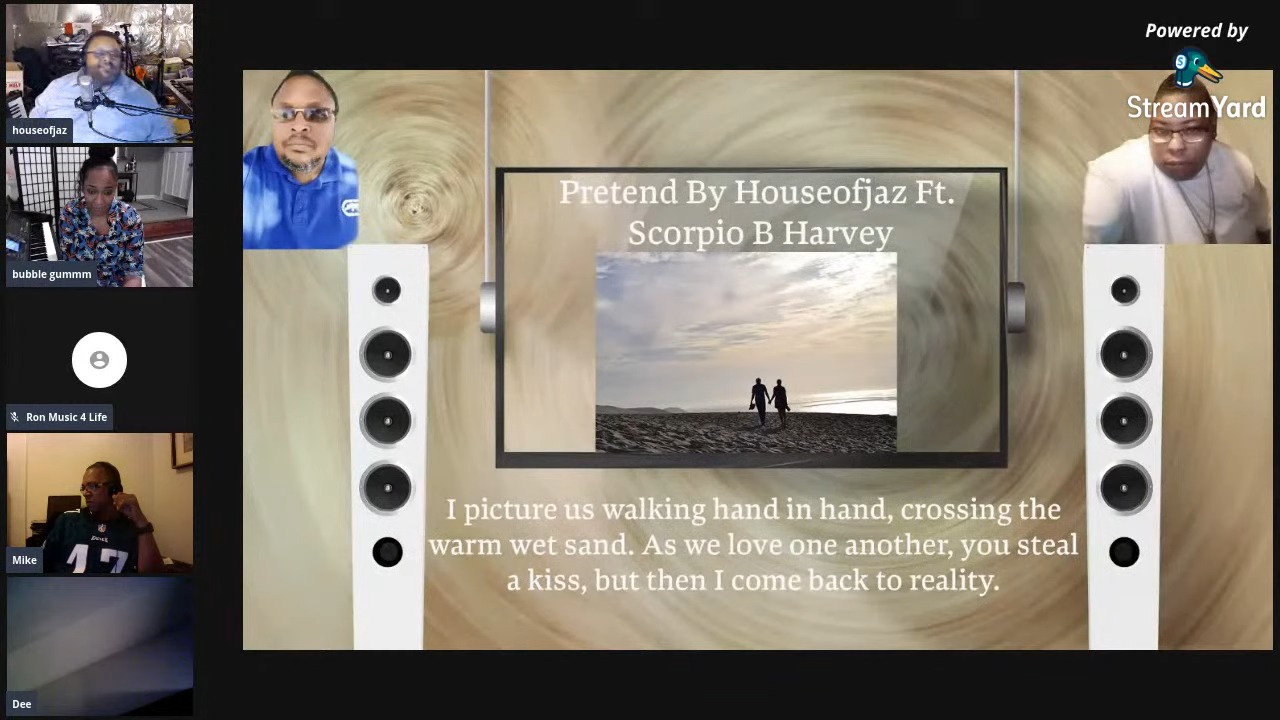 Powered by
StreamYard
houseofjaz
bubble gummm
Ron Music 4 Life
Mike
Dee
Pretend By Houseofjaz Ft.
Scorpio B Harvey
I picture us walking hand in hand, crossing the
warm wet sand. As we love one another, you steal
a kiss, but then I come back to reality.